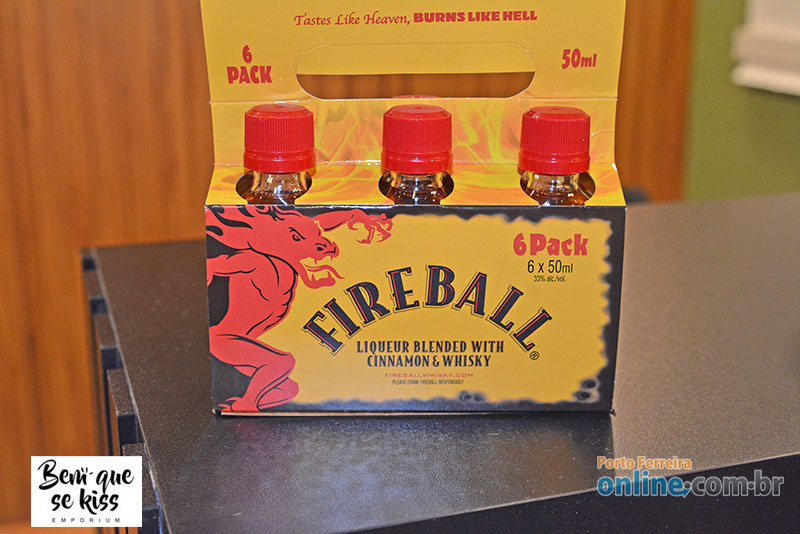 Tastes Like Heaven, BURNS LIKE HELL
6
PACK
50ml
6 Pack
6 x 50ml
33% alc./vol.
FIREBALL®
LIQUEUR BLENDED WITH
CINNAMON & WHISKY
FIREBALLWHISKY.COM
PLEASE DRINK FIREBALL RESPONSIBLY
Bem que
se kiss
EMPORIUM
Porto Ferreira
online.com.br